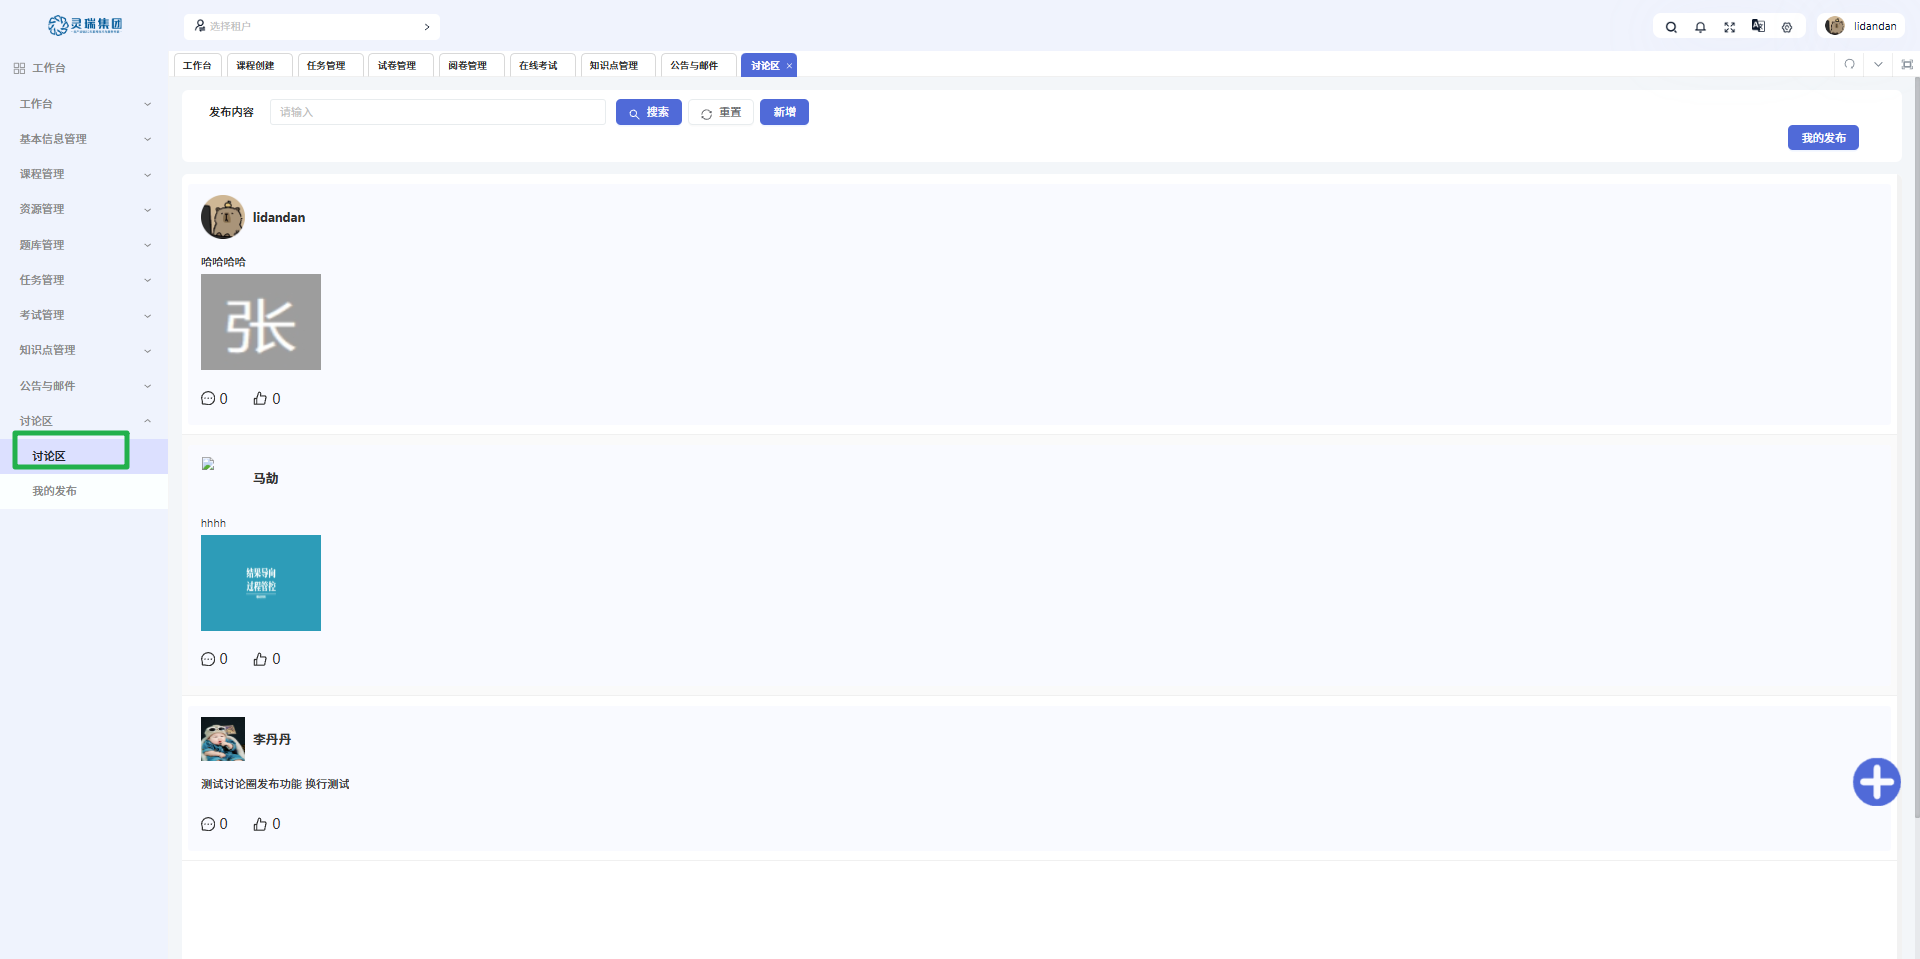 灵瑞集团
选择租户
lidandan
工作台
工作台
基本信息管理
课程管理
资源管理
题库管理
任务管理
考试管理
知识点管理
公告与邮件
讨论区
讨论区
我的发布
工作台 课程创建 任务管理 试卷管理 阅卷管理 在线考试 知识点管理 公告与邮件 讨论区 ×
发布内容 请输入 搜索 重置 新增
我的发布
lidandan
哈哈哈哈
张
0 0
马劼
hhhh
结果导向
过程管控
0 0
李丹丹
测试讨论圈发布功能 换行测试
0 0